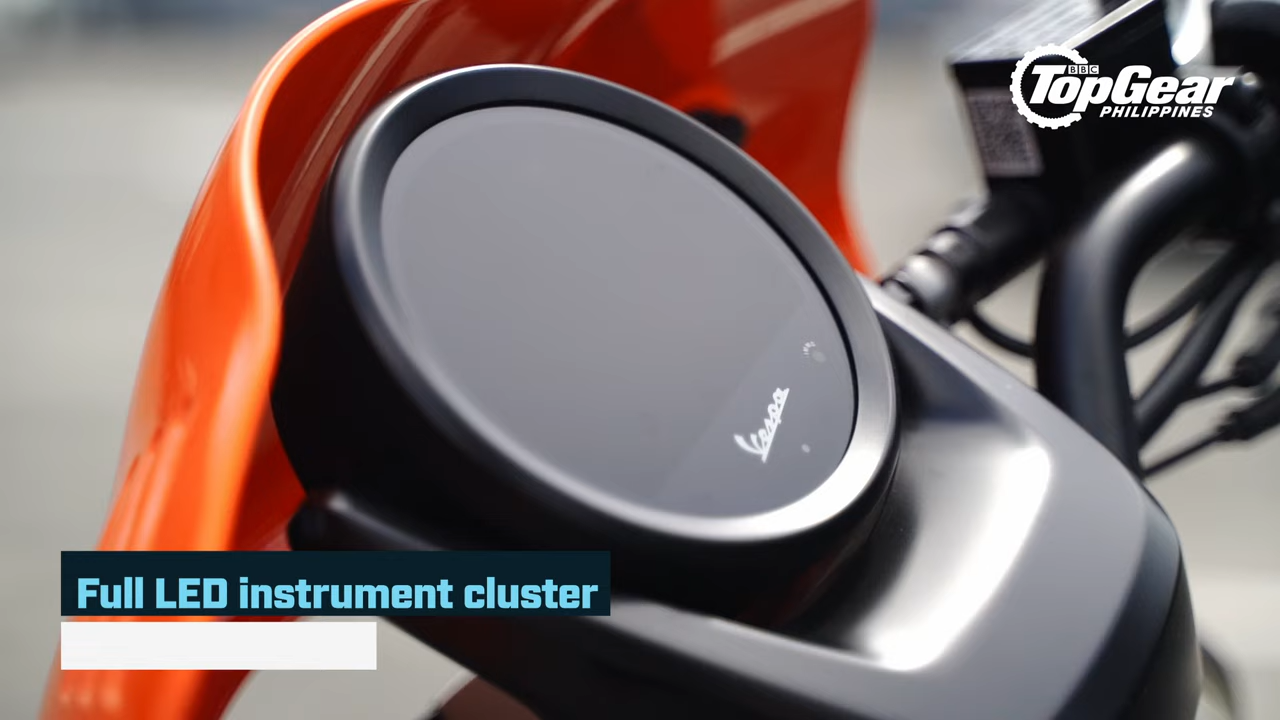 BBC
TopGear
PHILIPPINES
Vespa
Full LED instrument cluster